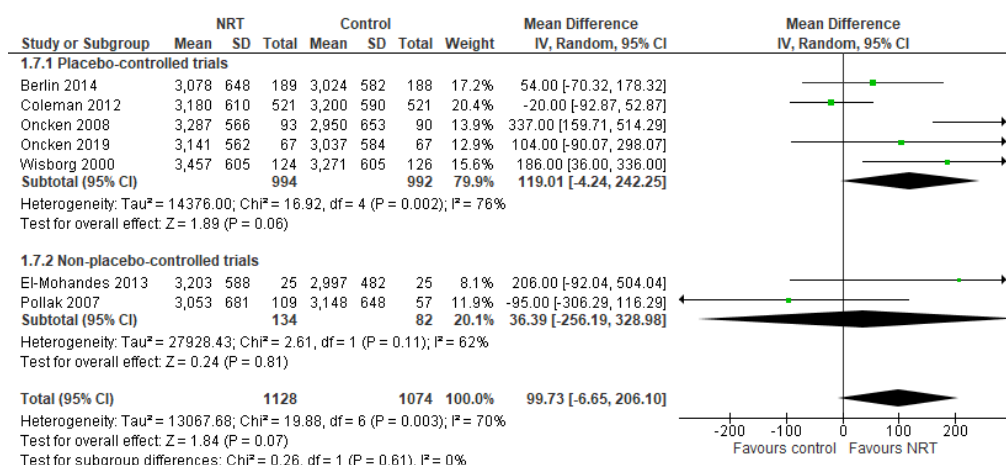 NRT Control Mean Difference Mean Difference
Study or Subgroup Mean SD Total Mean SD Total Weight IV, Random, 95% CI IV, Random, 95% CI
1.7.1 Placebo-controlled trials
Berlin 2014 3,078 648 189 3,024 582 188 17.2% 54.00 [-70.32, 178.32]
Coleman 2012 3,180 610 521 3,200 590 521 20.4% -20.00 [-92.87, 52.87]
Oncken 2008 3,287 566 93 2,950 653 90 13.9% 337.00 [159.71, 514.29]
Oncken 2019 3,141 562 67 3,037 584 67 12.9% 104.00 [-90.07, 298.07]
Wisborg 2000 3,457 605 124 3,271 605 126 15.6% 186.00 [36.00, 336.00]
Subtotal (95% CI) 994 992 79.9% 119.01 [-4.24, 242.25]
Heterogeneity: Tau² = 14376.00; Chi² = 16.92, df = 4 (P = 0.002); I² = 76%
Test for overall effect: Z = 1.89 (P = 0.06)
1.7.2 Non-placebo-controlled trials
El-Mohandes 2013 3,203 588 25 2,997 482 25 8.1% 206.00 [-92.04, 504.04]
Pollak 2007 3,053 681 109 3,148 648 57 11.9% -95.00 [-306.29, 116.29]
Subtotal (95% CI) 134 82 20.1% 36.39 [-256.19, 328.98]
Heterogeneity: Tau² = 27928.43; Chi² = 2.61, df = 1 (P = 0.11); I² = 62%
Test for overall effect: Z = 0.24 (P = 0.81)
Total (95% CI) 1128 1074 100.0% 99.73 [-6.65, 206.10]
Heterogeneity: Tau² = 13067.68; Chi² = 19.88, df = 6 (P = 0.003); I² = 70%
Test for overall effect: Z = 1.84 (P = 0.07)
Test for subgroup differences: Chi² = 0.26, df = 1 (P = 0.61), I² = 0%
-200 -100 0 100 200
Favours control Favours NRT